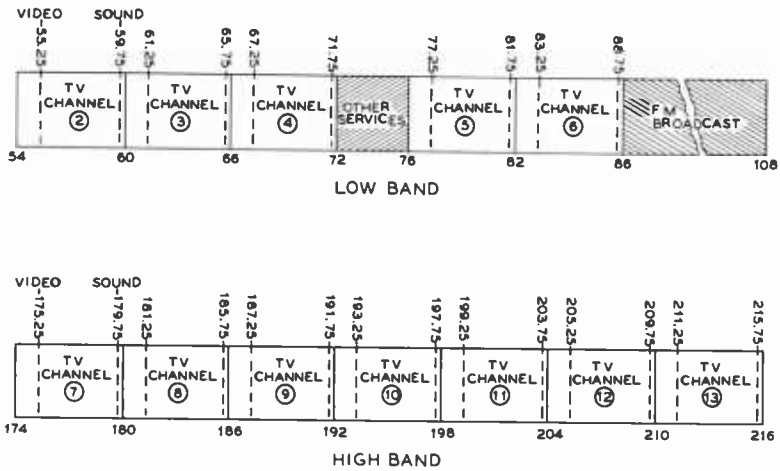 VIDEO SOUND
55.25 59.75 61.25 65.75 67.25 71.75 77.25 81.75 83.25 88.75
TV CHANNEL 2
TV CHANNEL 3
TV CHANNEL 4
OTHER SERVICES
TV CHANNEL 5
TV CHANNEL 6
FM BROADCAST
54 60 66 72 76 82 88 108
LOW BAND
VIDEO SOUND
175.25 179.75 181.25 185.75 187.25 191.75 193.25 197.75 199.25 203.75 205.25 209.75 211.25 215.75
TV CHANNEL 7
TV CHANNEL 8
TV CHANNEL 9
TV CHANNEL 10
TV CHANNEL 11
TV CHANNEL 12
TV CHANNEL 13
174 180 186 192 198 204 210 216
HIGH BAND